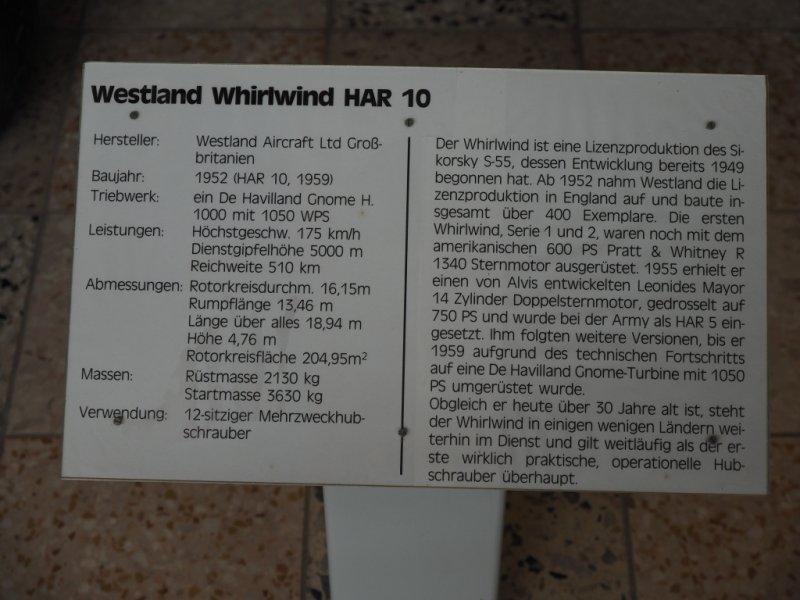 Westland Whirlwind HAR 10
Hersteller: Westland Aircraft Ltd Groß-
britanien
Baujahr: 1952 (HAR 10, 1959)
Triebwerk: ein De Havilland Gnome H.
1000 mit 1050 WPS
Leistungen: Höchstgeschw. 175 km/h
Dienstgipfelhöhe 5000 m
Reichweite 510 km
Abmessungen: Rotorkreisdurchm. 16,15m
Rumpflänge 13,46 m
Länge über alles 18,94 m
Höhe 4,76 m
Rotorkreisfläche 204,95m²
Massen: Rüstmasse 2130 kg
Startmasse 3630 kg
Verwendung: 12-sitziger Mehrzweckhub-
schrauber
Der Whirlwind ist eine Lizenzproduktion des Si-
korsky S-55, dessen Entwicklung bereits 1949
begonnen hat. Ab 1952 nahm Westland die Li-
zenzproduktion in England auf und baute in-
sgesamt über 400 Exemplare. Die ersten
Whirlwind, Serie 1 und 2, waren noch mit dem
amerikanischen 600 PS Pratt & Whitney R
1340 Sternmotor ausgerüstet. 1955 erhielt er
einen von Alvis entwickelten Leonides Mayor
14 Zylinder Doppelsternmotor, gedrosselt auf
750 PS und wurde bei der Army als HAR 5 ein-
gesetzt. Ihm folgten weitere Versionen, bis er
1959 aufgrund des technischen Fortschritts
auf eine De Havilland Gnome-Turbine mit 1050
PS umgerüstet wurde.
Obgleich er heute über 30 Jahre alt ist, steht
der Whirlwind in einigen wenigen Ländern wei-
terhin im Dienst und gilt weitläufig als der er-
ste wirklich praktische, operationelle Hub-
schrauber überhaupt.